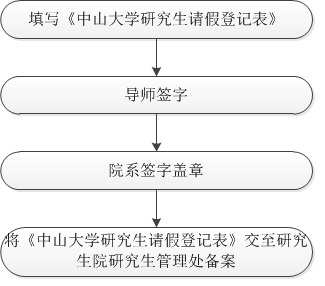 填写《中山大学研究生请假登记表》
导师签字
院系签字盖章
将《中山大学研究生请假登记表》交至研究
生院研究生管理处备案